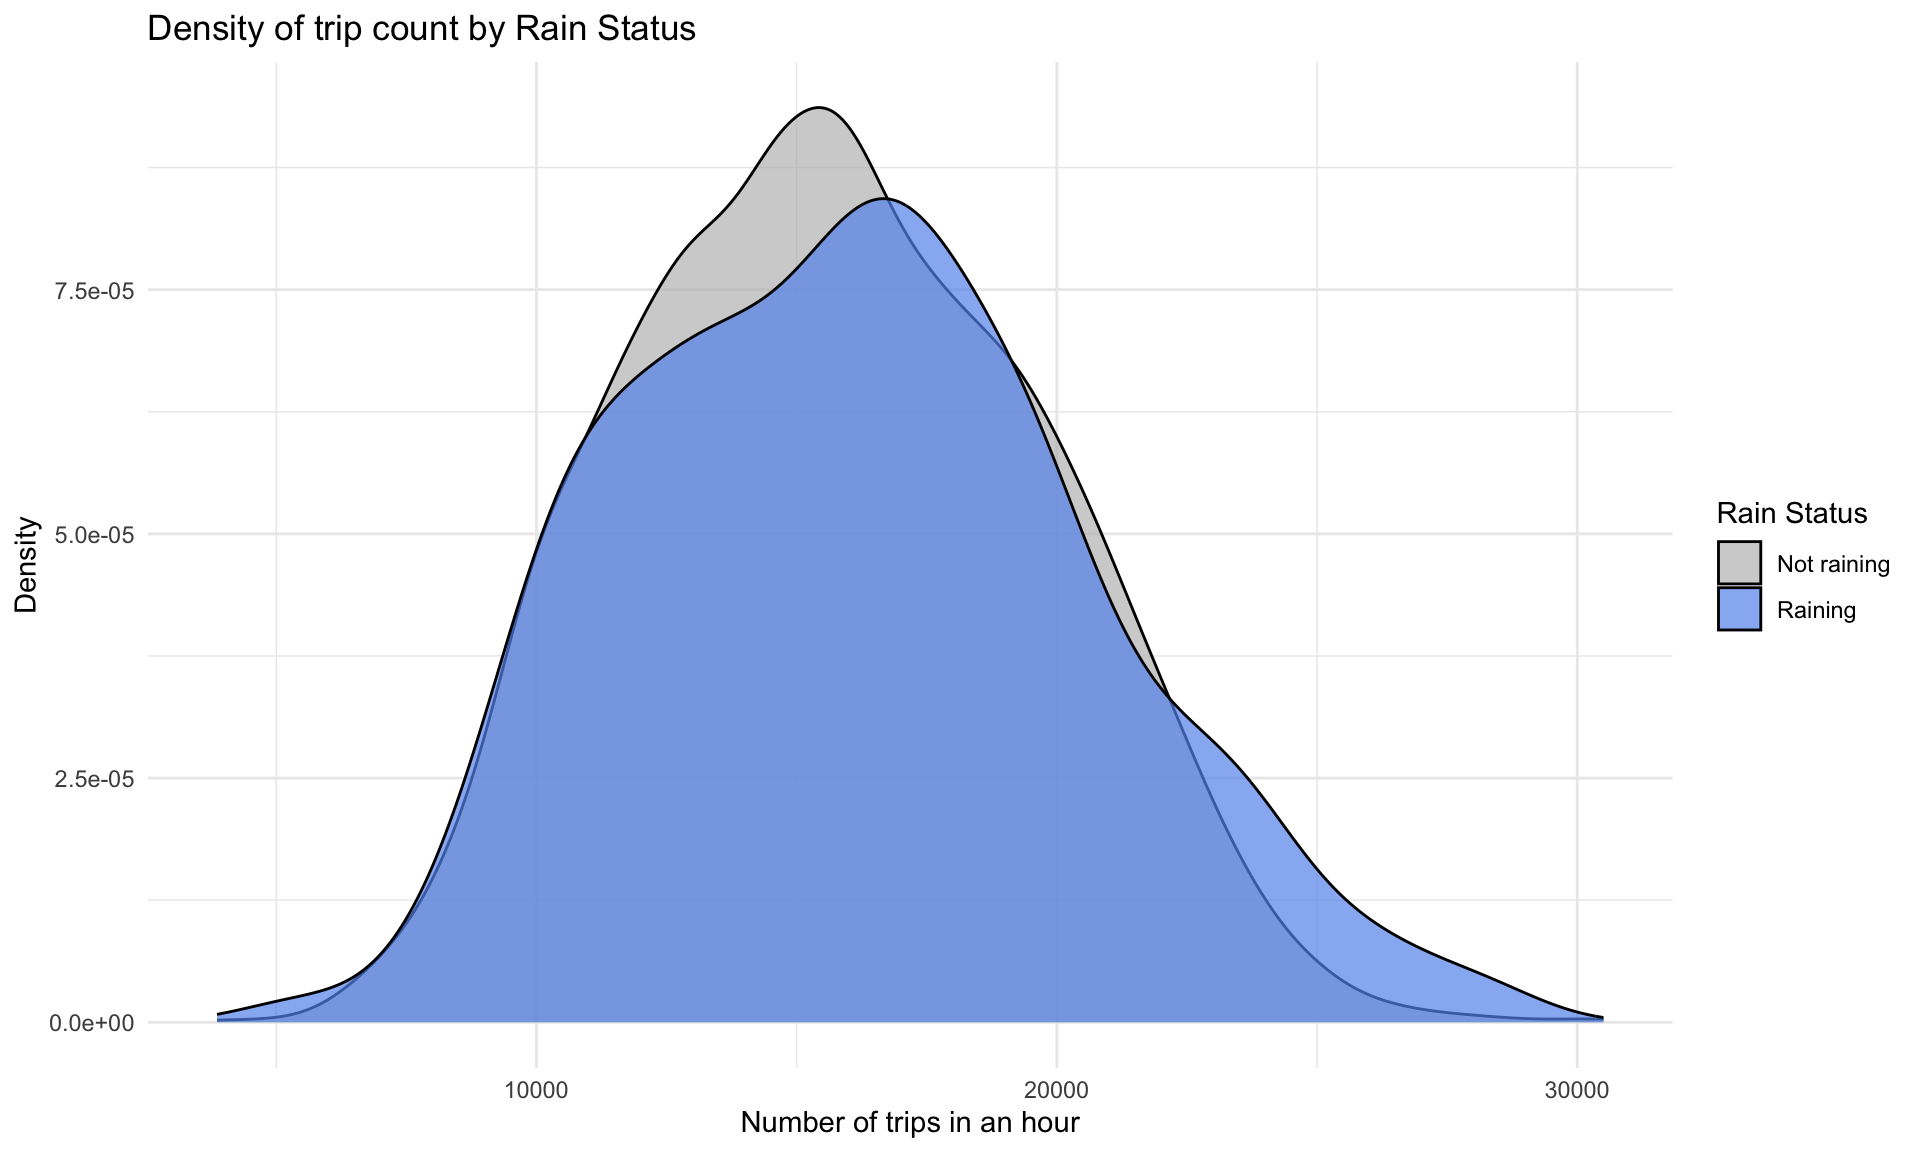 Density of trip count by Rain Status
Density
7.5e-05
5.0e-05
2.5e-05
0.0e+00
10000
20000
30000
Number of trips in an hour
Rain Status
Not raining
Raining